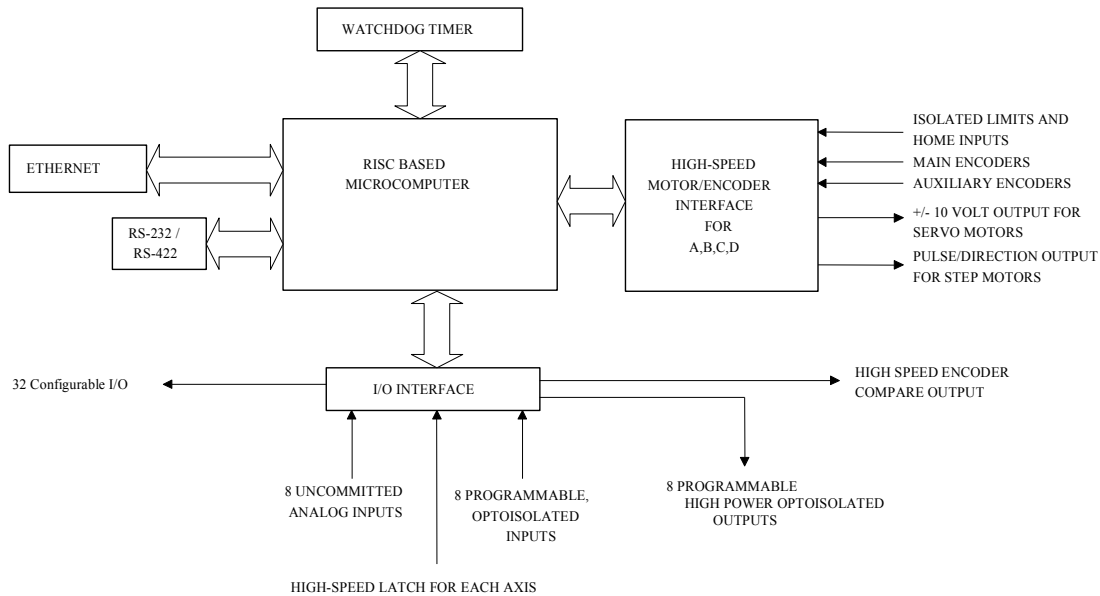 WATCHDOG TIMER
ETHERNET
RISC BASED
MICROCOMPUTER
RS-232 /
RS-422
HIGH-SPEED
MOTOR/ENCODER
INTERFACE
FOR
A,B,C,D
ISOLATED LIMITS AND
HOME INPUTS
MAIN ENCODERS
AUXILIARY ENCODERS
+/- 10 VOLT OUTPUT FOR
SERVO MOTORS
PULSE/DIRECTION OUTPUT
FOR STEP MOTORS
32 Configurable I/O
I/O INTERFACE
HIGH SPEED ENCODER
COMPARE OUTPUT
8 UNCOMMITTED
ANALOG INPUTS
8 PROGRAMMABLE,
OPTOISOLATED
INPUTS
8 PROGRAMMABLE
HIGH POWER OPTOISOLATED
OUTPUTS
HIGH-SPEED LATCH FOR EACH AXIS